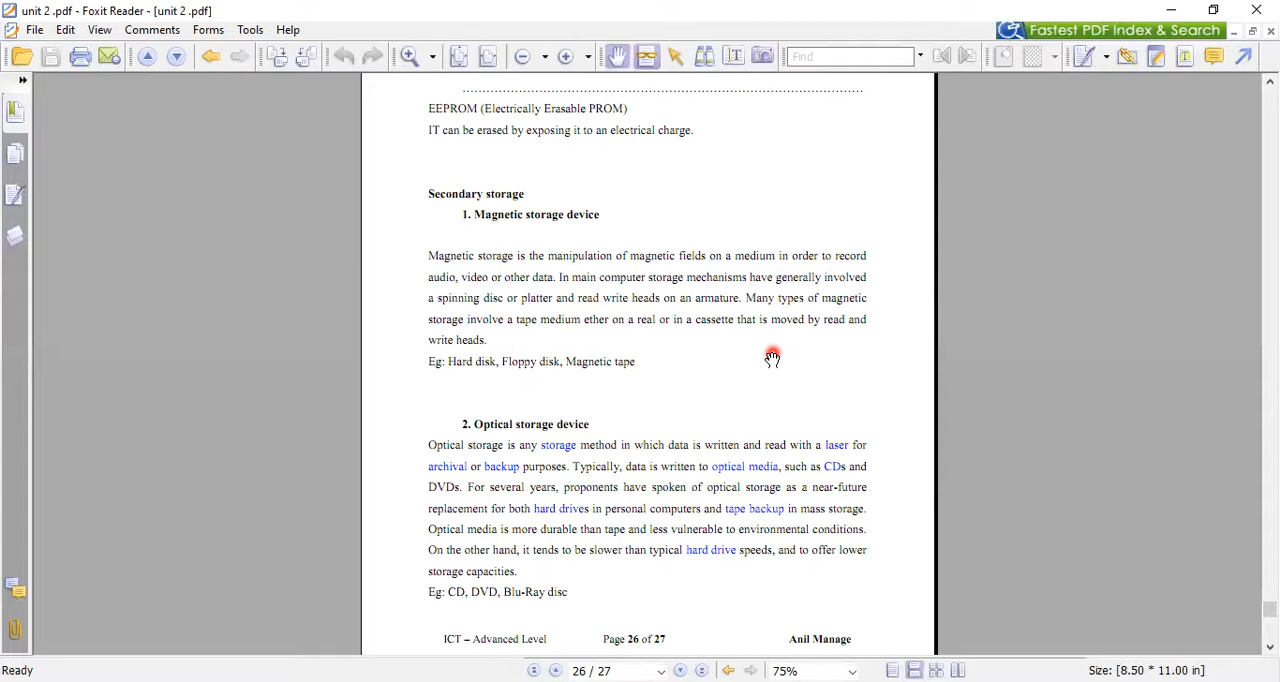 unit 2 .pdf - Foxit Reader - [unit 2 .pdf]
File Edit View Comments Forms Tools Help
Fastest PDF Index & Search
Find
EEPROM (Electrically Erasable PROM)
IT can be erased by exposing it to an electrical charge.
Secondary storage
1. Magnetic storage device
Magnetic storage is the manipulation of magnetic fields on a medium in order to record
audio, video or other data. In main computer storage mechanisms have generally involved
a spinning disc or platter and read write heads on an armature. Many types of magnetic
storage involve a tape medium ether on a real or in a cassette that is moved by read and
write heads.
Eg: Hard disk, Floppy disk, Magnetic tape
2. Optical storage device
Optical storage is any storage method in which data is written and read with a laser for
archival or backup purposes. Typically, data is written to optical media, such as CDs and
DVDs. For several years, proponents have spoken of optical storage as a near-future
replacement for both hard drives in personal computers and tape backup in mass storage.
Optical media is more durable than tape and less vulnerable to environmental conditions.
On the other hand, it tends to be slower than typical hard drive speeds, and to offer lower
storage capacities.
Eg: CD, DVD, Blu-Ray disc
ICT – Advanced Level Page 26 of 27 Anil Manage
Ready 26 / 27 75% Size: [8.50 * 11.00 in]